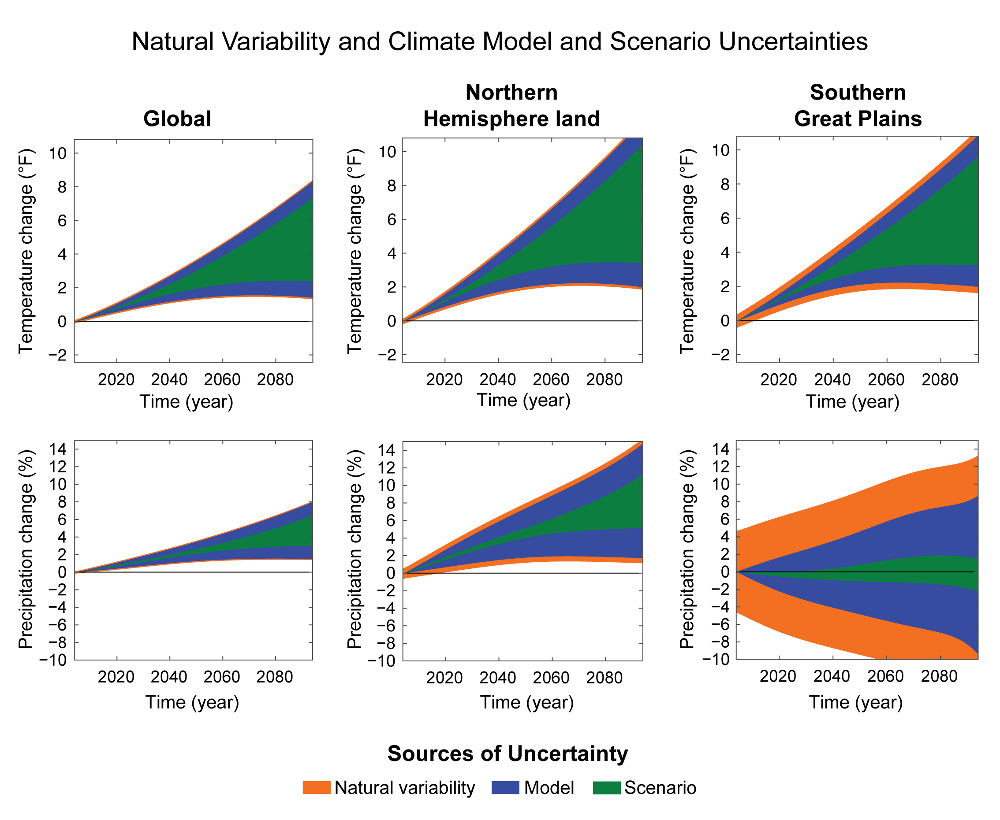 Natural Variability and Climate Model and Scenario Uncertainties
Global
Northern
Hemisphere land
Southern
Great Plains
Temperature change (°F)
10
8
6
4
2
0
−2
2020 2040 2060 2080
Time (year)
Temperature change (°F)
10
8
6
4
2
0
−2
2020 2040 2060 2080
Time (year)
Temperature change (°F)
10
8
6
4
2
0
−2
2020 2040 2060 2080
Time (year)
Precipitation change (%)
14
12
10
8
6
4
2
0
−2
−4
−6
−8
−10
2020 2040 2060 2080
Time (year)
Precipitation change (%)
14
12
10
8
6
4
2
0
−2
−4
−6
−8
−10
2020 2040 2060 2080
Time (year)
Precipitation change (%)
14
12
10
8
6
4
2
0
−2
−4
−6
−8
−10
2020 2040 2060 2080
Time (year)
Sources of Uncertainty
Natural variability Model Scenario